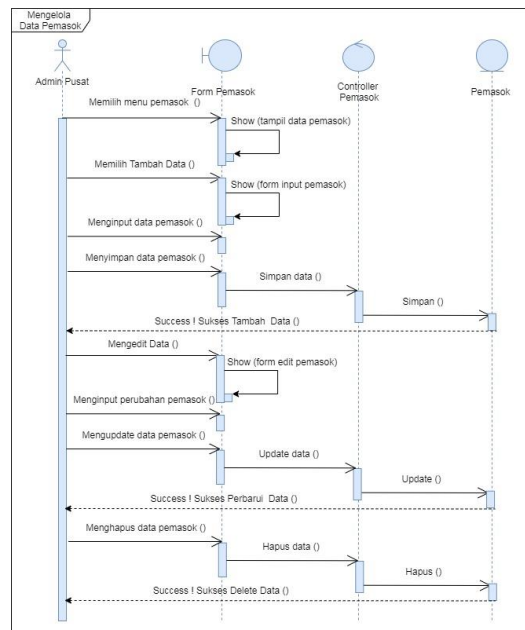 Mengelola
Data Pemasok
Admin Pusat
Form Pemasok
Controller
Pemasok
Pemasok
Memilih menu pemasok ()
Show (tampil data pemasok)
Memilih Tambah Data ()
Show (form input pemasok)
Menginput data pemasok ()
Menyimpan data pemasok ()
Simpan data ()
Simpan ()
Success ! Sukses Tambah Data ()
Mengedit Data ()
Show (form edit pemasok)
Menginput perubahan pemasok ()
Mengupdate data pemasok ()
Update data ()
Update ()
Success ! Sukses Perbarui Data ()
Menghapus data pemasok ()
Hapus data ()
Hapus ()
Success ! Sukses Delete Data ()